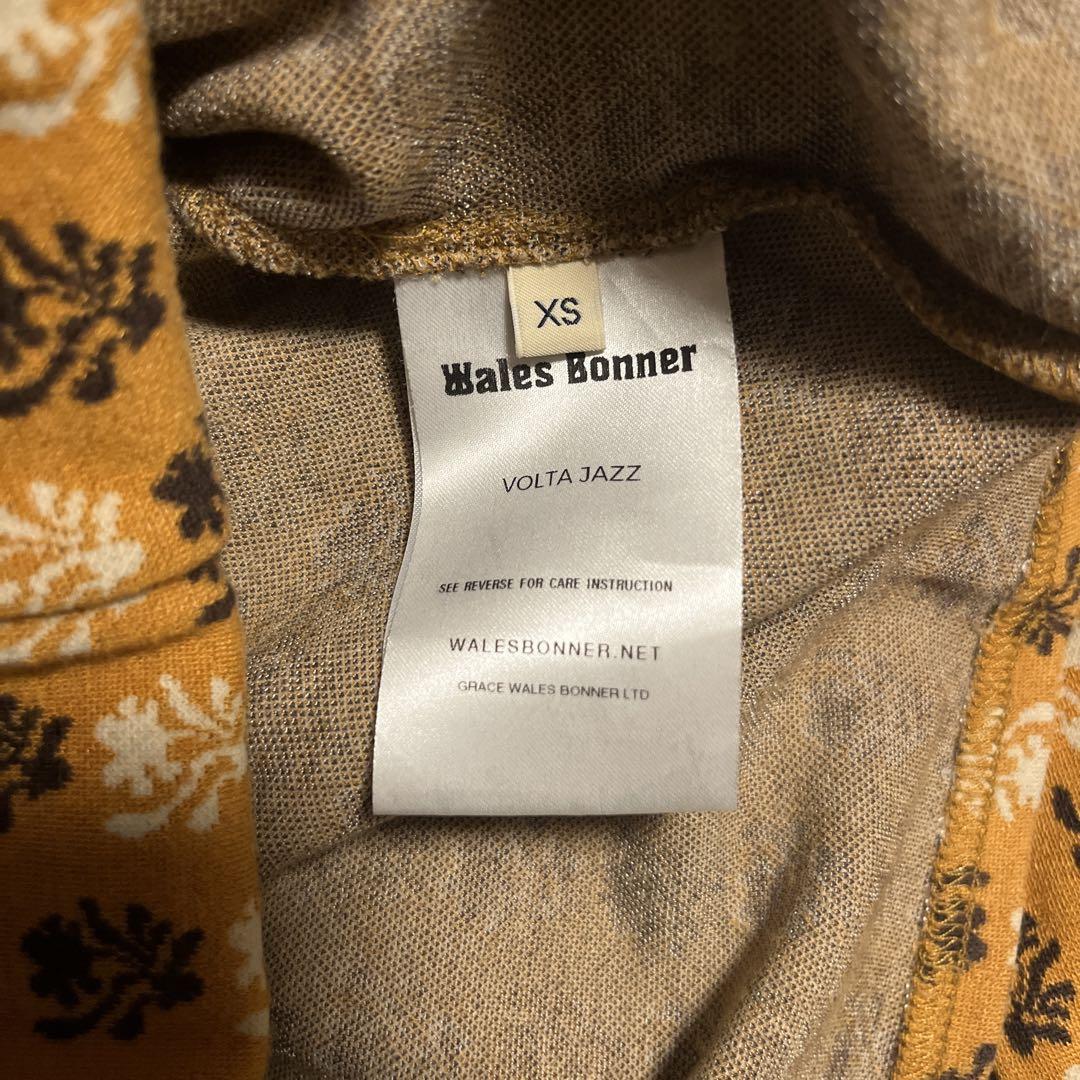 XS
Wales Bonner
VOLTA JAZZ
SEE REVERSE FOR CARE INSTRUCTION
WALESBONNER.NET
GRACE WALES BONNER LTD